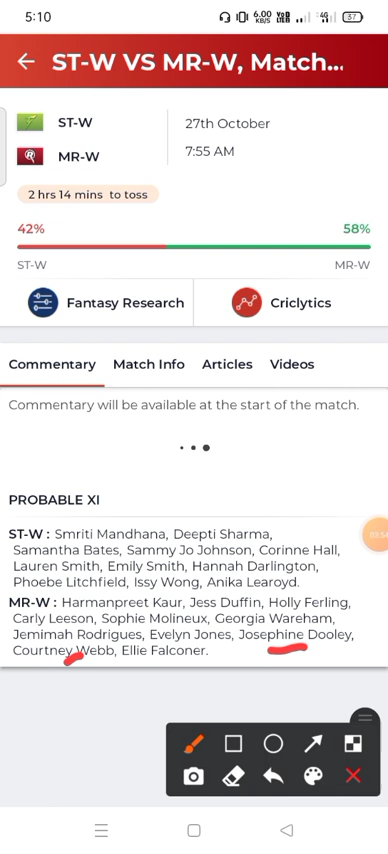 5:10
6.00 KB/S
4G
37
ST-W VS MR-W, Match...
ST-W
27th October
MR-W
7:55 AM
2 hrs 14 mins to toss
42%
58%
ST-W
MR-W
Fantasy Research
Criclytics
Commentary
Match Info
Articles
Videos
Commentary will be available at the start of the match.
PROBABLE XI
ST-W : Smriti Mandhana, Deepti Sharma,
Samantha Bates, Sammy Jo Johnson, Corinne Hall,
Lauren Smith, Emily Smith, Hannah Darlington,
Phoebe Litchfield, Issy Wong, Anika Learoyd.
MR-W : Harmanpreet Kaur, Jess Duffin, Holly Ferling,
Carly Leeson, Sophie Molineux, Georgia Wareham,
Jemimah Rodrigues, Evelyn Jones, Josephine Dooley,
Courtney Webb, Ellie Falconer.